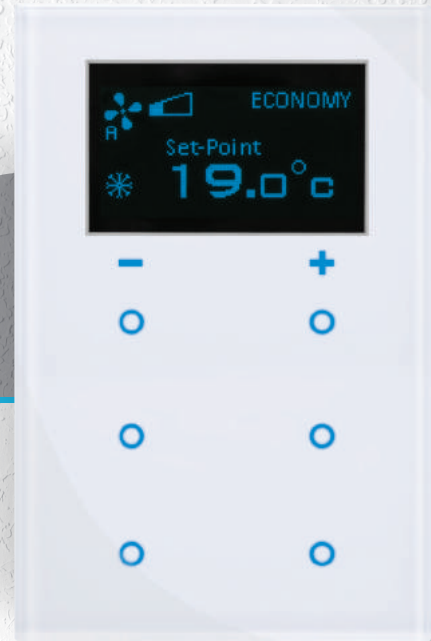 ECONOMY
A
Set-Point
19.0°c
− +